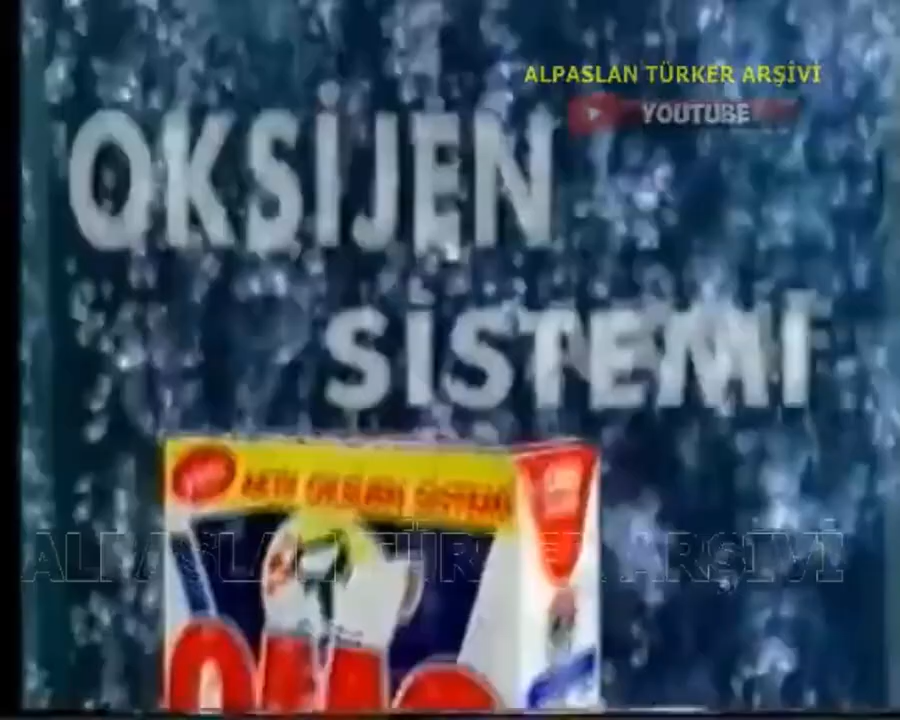 ALPASLAN TÜRKER ARŞİVİ
YOUTUBE
OKSİJEN
SİSTEMİ
AKTİF OKSİJEN SİSTEMİ
ALPASLAN TÜRKER ARŞİVİ